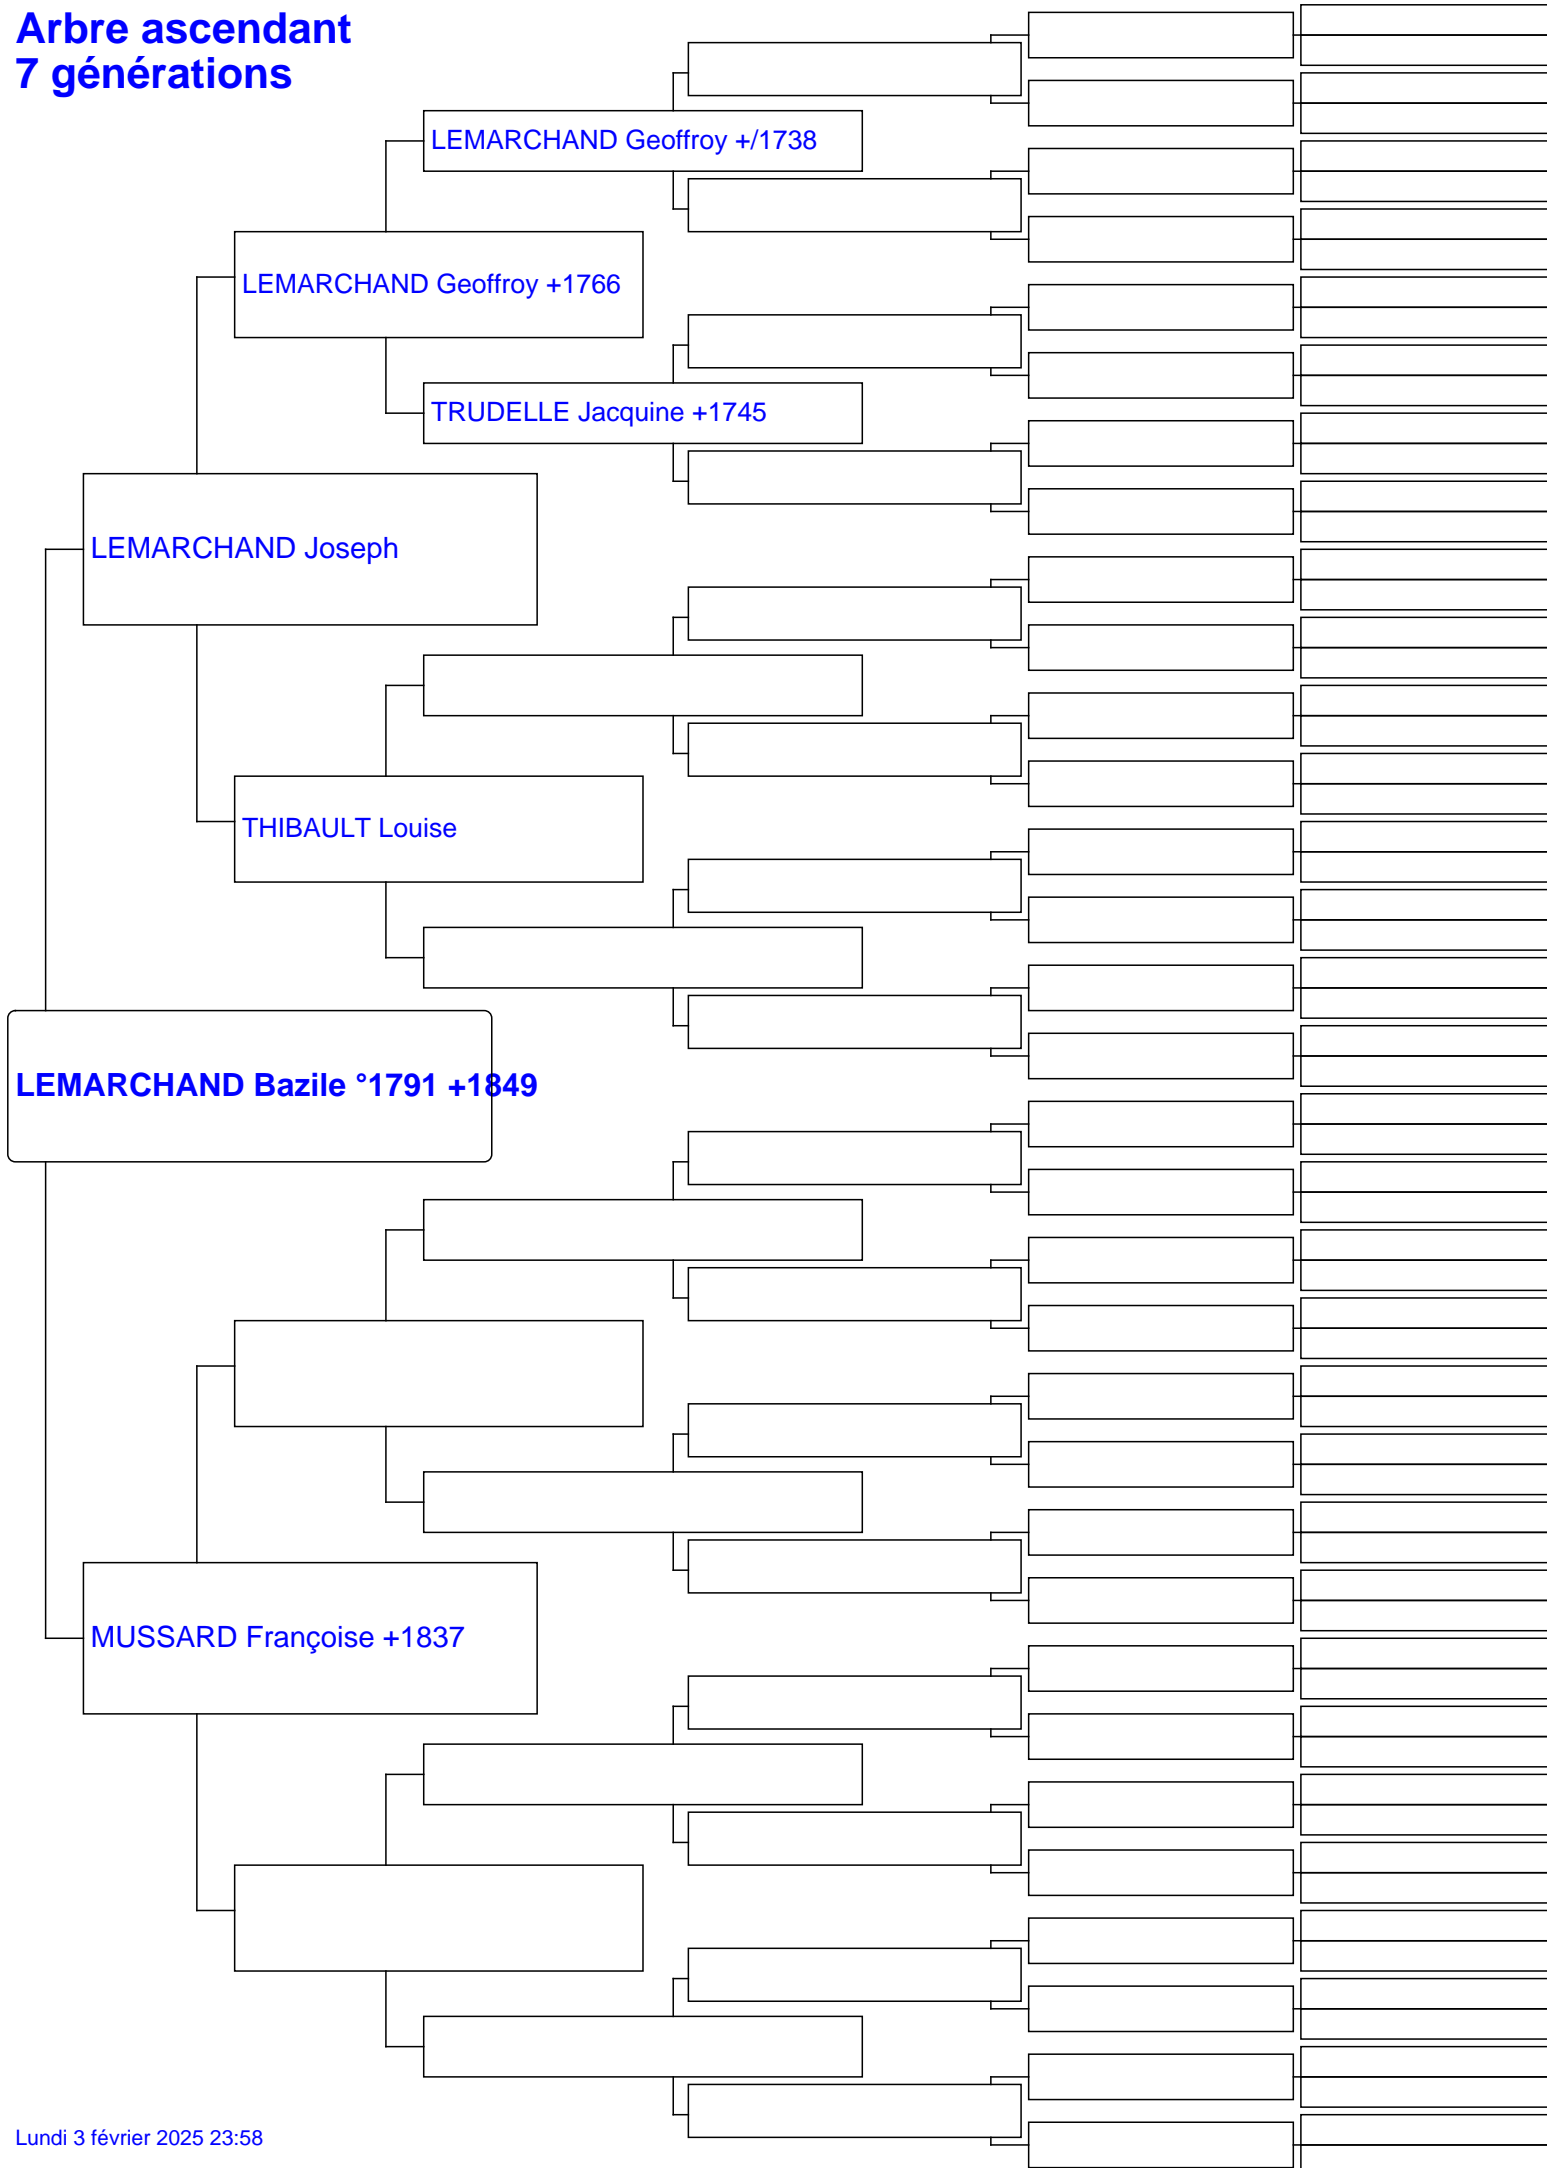 Arbre ascendant
7 générations
LEMARCHAND Geoffroy +/1738
LEMARCHAND Geoffroy +1766
TRUDELLE Jacquine +1745
LEMARCHAND Joseph
THIBAULT Louise
LEMARCHAND Bazile °1791 +1849
MUSSARD Françoise +1837
Lundi 3 février 2025 23:58